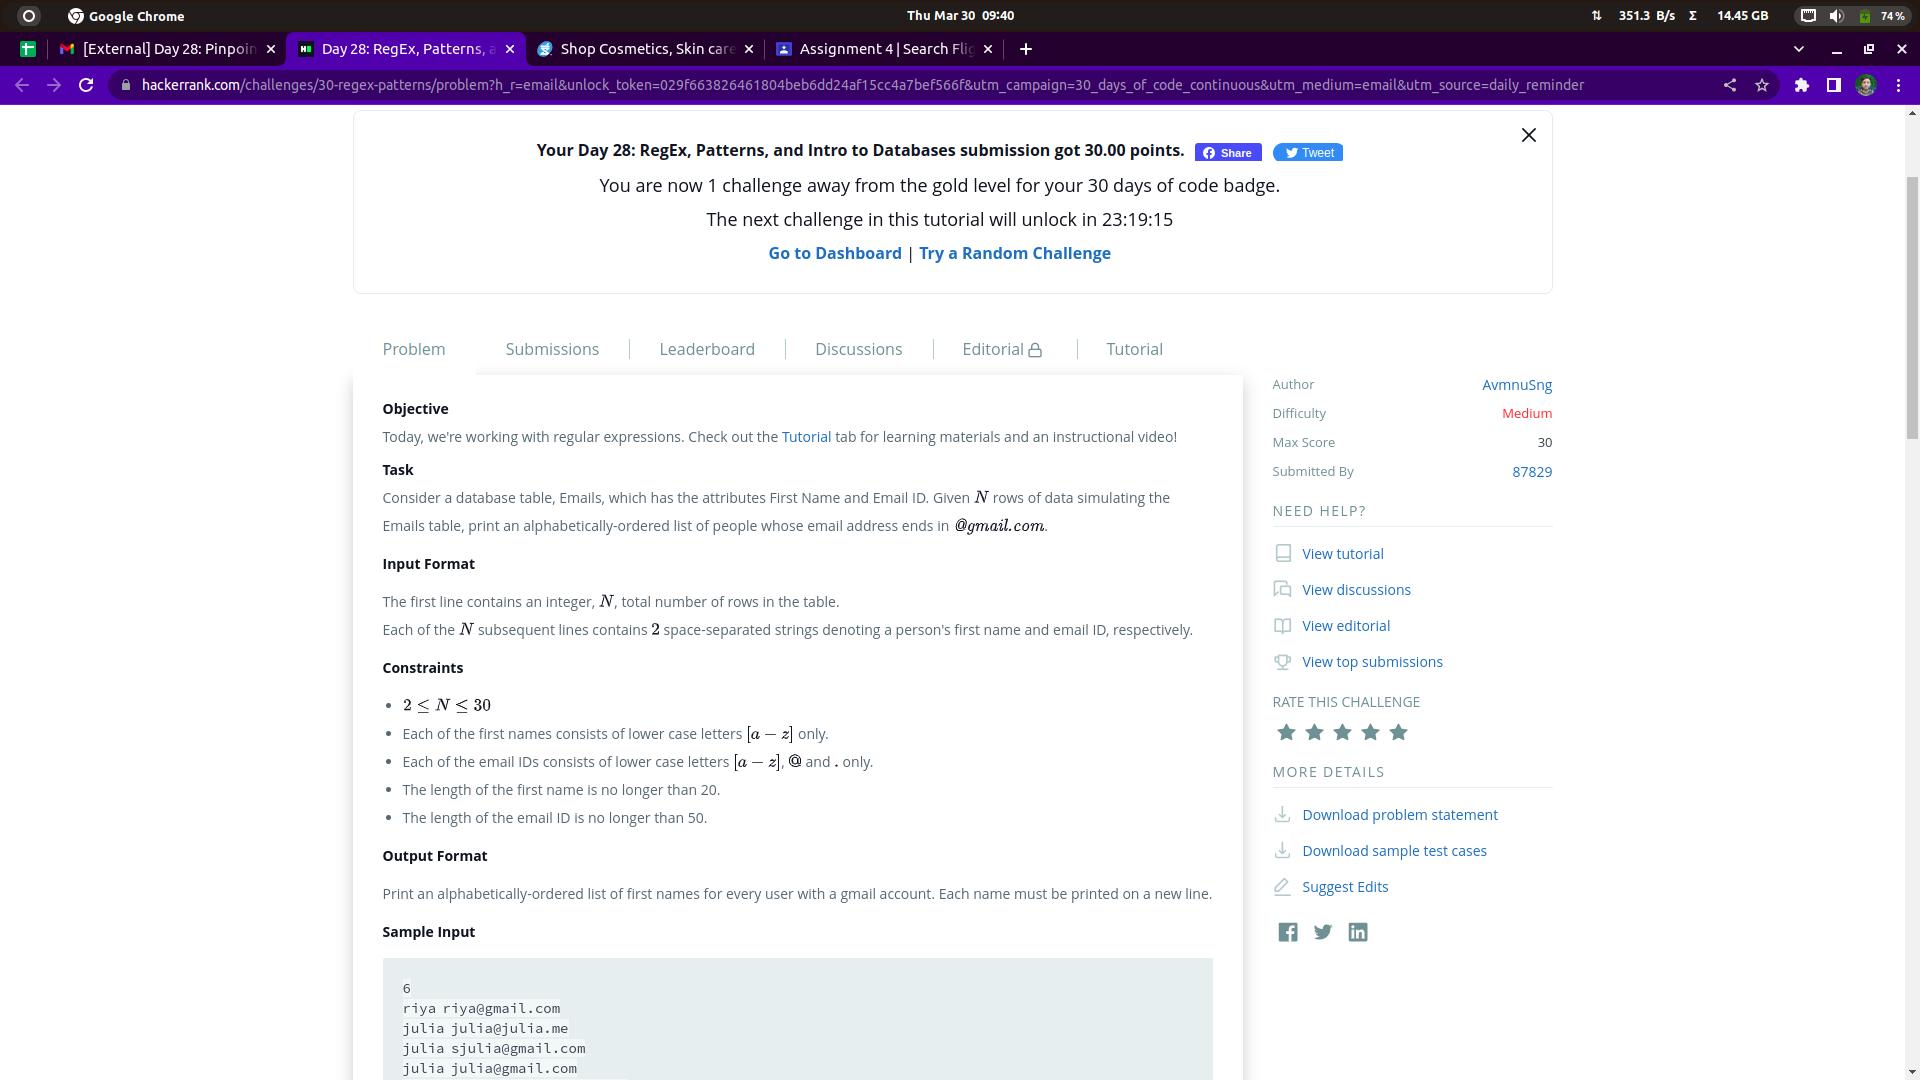 Google Chrome
Thu Mar 30 09:40
351.3 B/s Σ 14.45 GB
74 %
[External] Day 28: Pinpoin
Day 28: RegEx, Patterns, a
Shop Cosmetics, Skin care
Assignment 4 | Search Flig
hackerrank.com/challenges/30-regex-patterns/problem?h_r=email&unlock_token=029f663826461804beb6dd24af15cc4a7bef566f&utm_campaign=30_days_of_code_continuous&utm_medium=email&utm_source=daily_reminder
Your Day 28: RegEx, Patterns, and Intro to Databases submission got 30.00 points. Share Tweet
You are now 1 challenge away from the gold level for your 30 days of code badge.
The next challenge in this tutorial will unlock in 23:19:15
Go to Dashboard | Try a Random Challenge
Problem
Submissions
Leaderboard
Discussions
Editorial
Tutorial
Objective
Today, we're working with regular expressions. Check out the Tutorial tab for learning materials and an instructional video!
Task
Consider a database table, Emails, which has the attributes First Name and Email ID. Given N rows of data simulating the
Emails table, print an alphabetically-ordered list of people whose email address ends in @gmail.com.
Input Format
The first line contains an integer, N, total number of rows in the table.
Each of the N subsequent lines contains 2 space-separated strings denoting a person's first name and email ID, respectively.
Constraints
• 2 ≤ N ≤ 30
• Each of the first names consists of lower case letters [a − z] only.
• Each of the email IDs consists of lower case letters [a − z], @ and . only.
• The length of the first name is no longer than 20.
• The length of the email ID is no longer than 50.
Output Format
Print an alphabetically-ordered list of first names for every user with a gmail account. Each name must be printed on a new line.
Sample Input
6
riya riya@gmail.com
julia julia@julia.me
julia sjulia@gmail.com
julia julia@gmail.com
Author AvmnuSng
Difficulty Medium
Max Score 30
Submitted By 87829
NEED HELP?
View tutorial
View discussions
View editorial
View top submissions
RATE THIS CHALLENGE
MORE DETAILS
Download problem statement
Download sample test cases
Suggest Edits